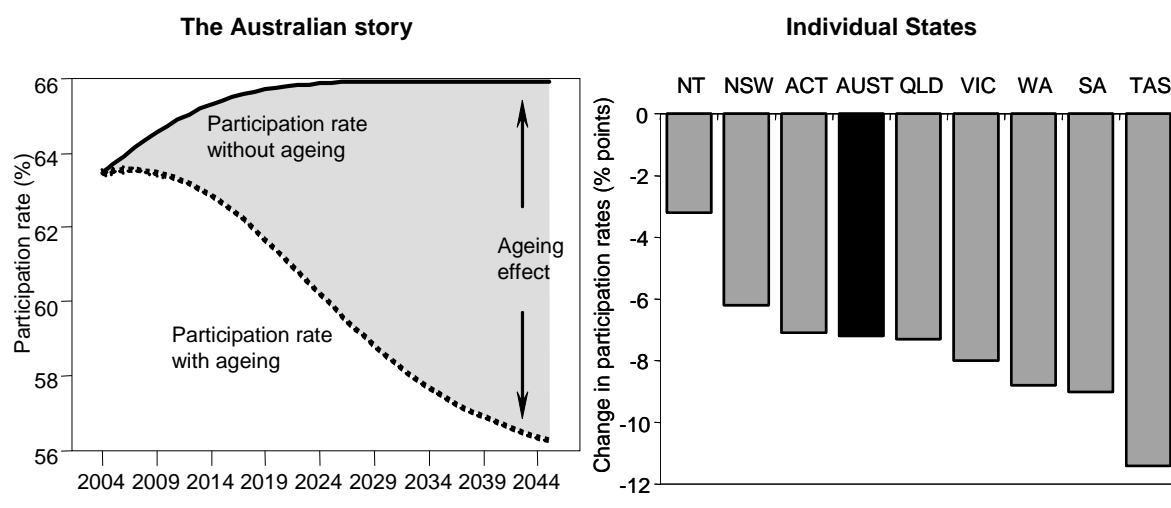 The Australian story
Participation rate (%)
66
64
62
60
58
56
Participation rate
without ageing
Ageing
effect
Participation rate
with ageing
2004 2009 2014 2019 2024 2029 2034 2039 2044
Individual States
NT NSW ACT AUST QLD VIC WA SA TAS
Change in participation rates (% points)
0
-2
-4
-6
-8
-10
-12